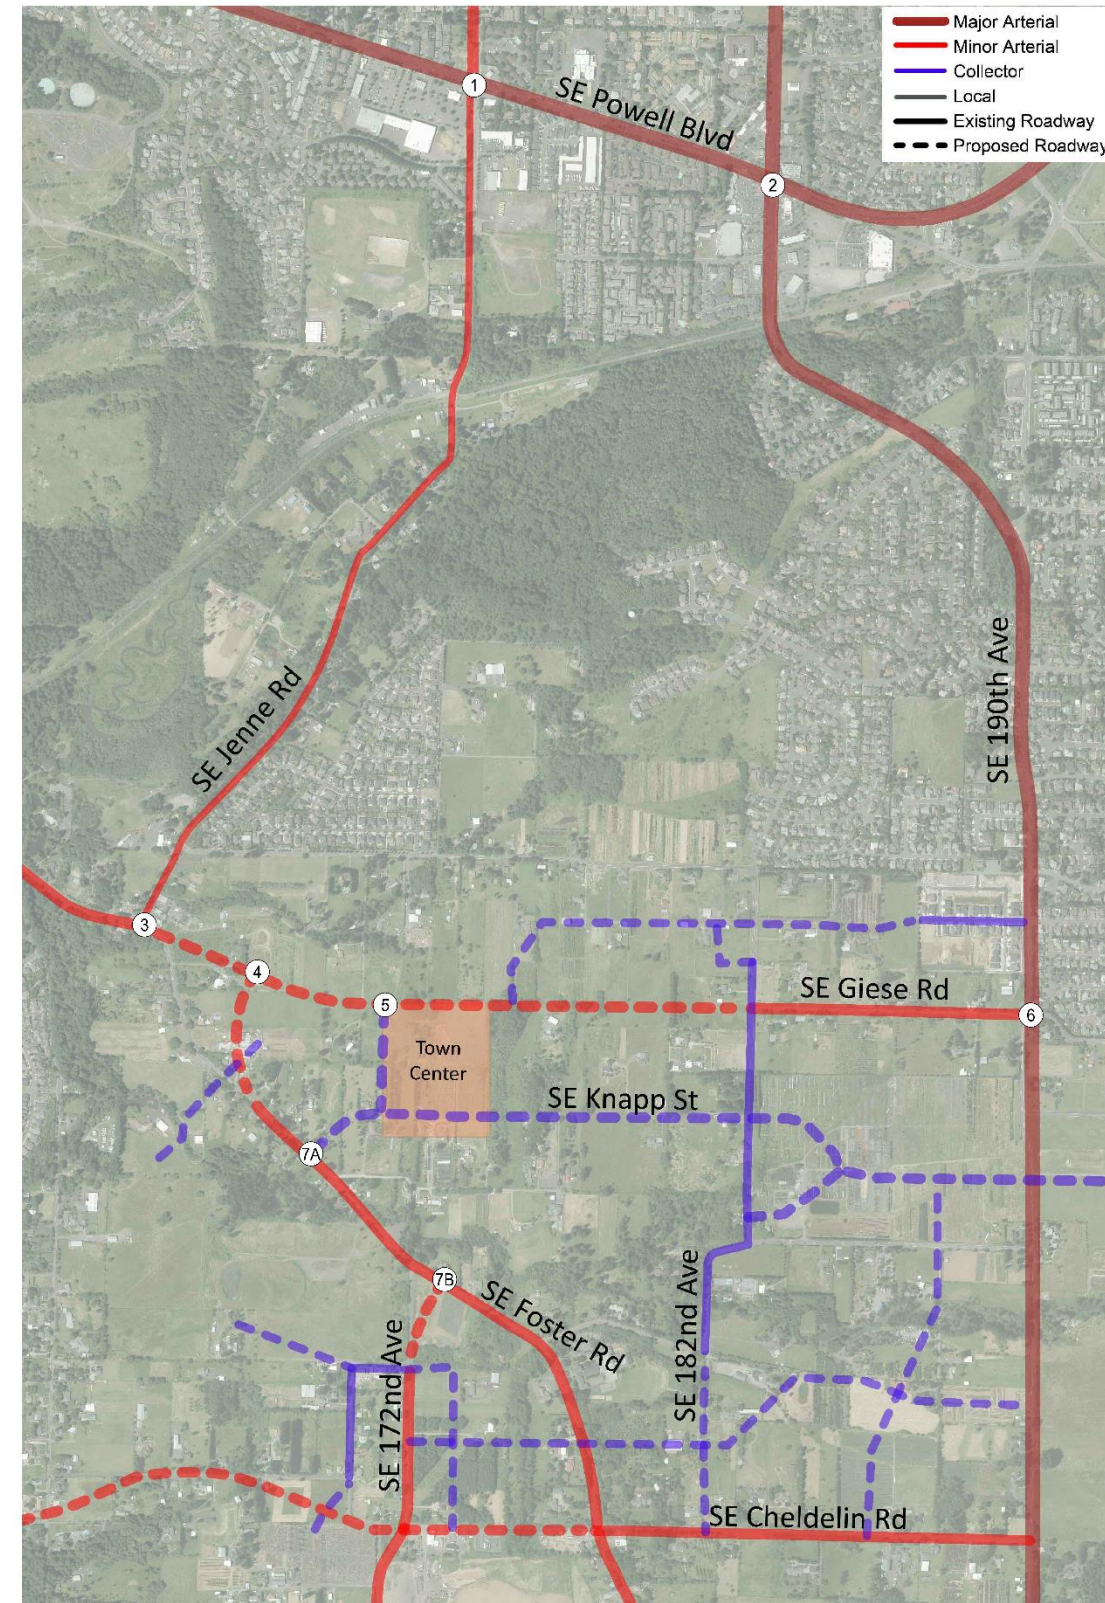 Major Arterial
Minor Arterial
Collector
Local
Existing Roadway
Proposed Roadway
1
SE Powell Blvd
2
SE 190th Ave
SE Jenne Rd
3
4
5
SE Giese Rd
6
Town
Center
SE Knapp St
7A
7B
SE Foster Rd
SE 182nd Ave
SE 172nd Ave
SE Cheldelin Rd